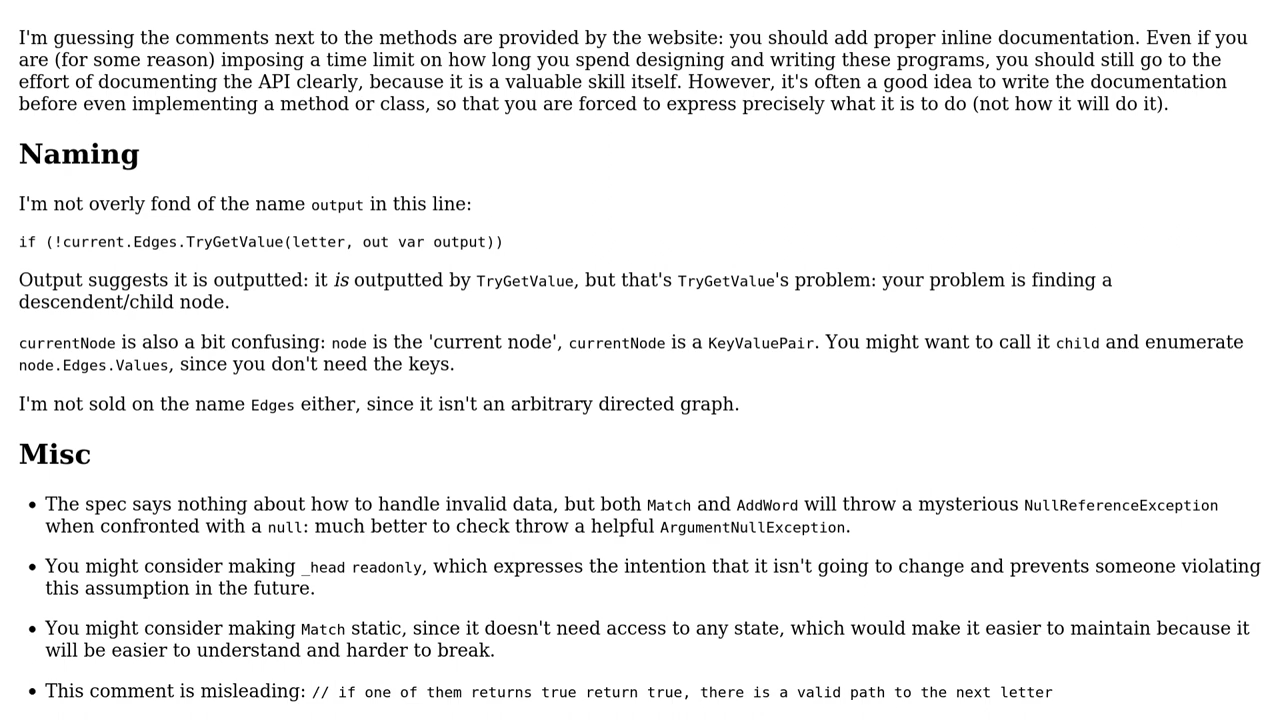 I'm guessing the comments next to the methods are provided by the website: you should add proper inline documentation. Even if you
are (for some reason) imposing a time limit on how long you spend designing and writing these programs, you should still go to the
effort of documenting the API clearly, because it is a valuable skill itself. However, it's often a good idea to write the documentation
before even implementing a method or class, so that you are forced to express precisely what it is to do (not how it will do it).
Naming
I'm not overly fond of the name output in this line:
if (!current.Edges.TryGetValue(letter, out var output))
Output suggests it is outputted: it is outputted by TryGetValue, but that's TryGetValue's problem: your problem is finding a
descendent/child node.
currentNode is also a bit confusing: node is the 'current node', currentNode is a KeyValuePair. You might want to call it child and enumerate
node.Edges.Values, since you don't need the keys.
I'm not sold on the name Edges either, since it isn't an arbitrary directed graph.
Misc
• The spec says nothing about how to handle invalid data, but both Match and AddWord will throw a mysterious NullReferenceException
when confronted with a null: much better to check throw a helpful ArgumentNullException.
• You might consider making _head readonly, which expresses the intention that it isn't going to change and prevents someone violating
this assumption in the future.
• You might consider making Match static, since it doesn't need access to any state, which would make it easier to maintain because it
will be easier to understand and harder to break.
• This comment is misleading: // if one of them returns true return true, there is a valid path to the next letter